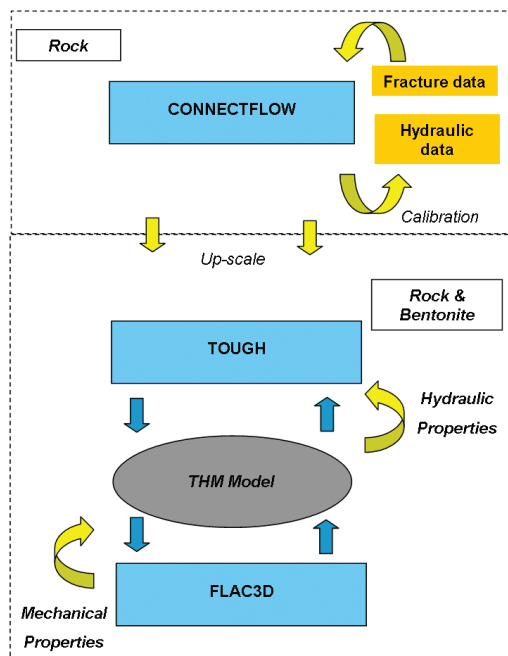 Rock
Fracture data
CONNECTFLOW
Hydraulic
data
Calibration
Up-scale
Rock &
Bentonite
TOUGH
Hydraulic
Properties
THM Model
FLAC3D
Mechanical
Properties